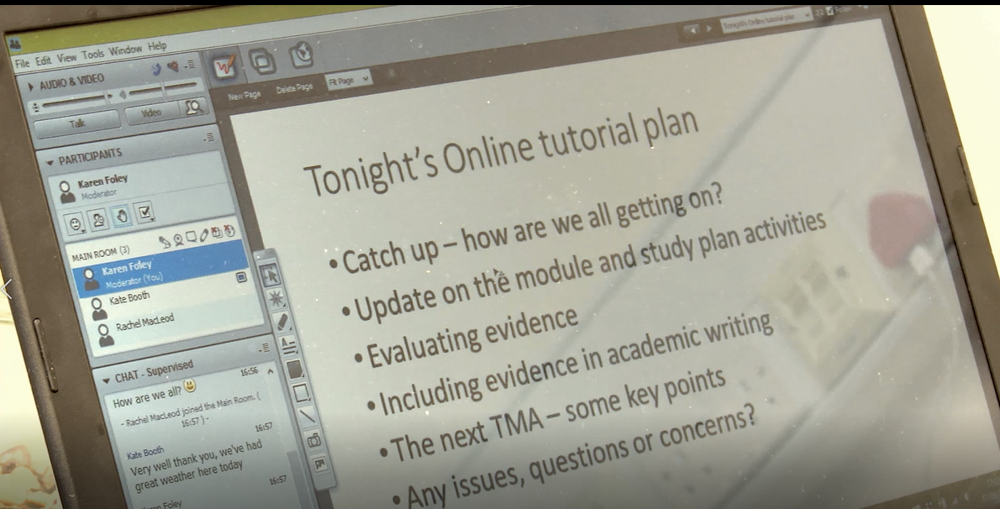 File Edit View Tools Window Help
AUDIO & VIDEO
Talk Video
PARTICIPANTS
Karen Foley
Moderator
MAIN ROOM (3)
Karen Foley
Moderator (You)
Kate Booth
Rachel MacLeod
CHAT - Supervised
16:56
How are we all?
- Rachel MacLeod joined the Main Room. (
16:57 ) -
16:57
Kate Booth
Very well thank you, we've had
great weather here today
16:57
Karen Foley
New Page Delete Page Fit Page
Tonight's Online tutorial plan
Tonight's Online tutorial plan
•Catch up – how are we all getting on?
•Update on the module and study plan activities
•Evaluating evidence
•Including evidence in academic writing
•The next TMA – some key points
•Any issues, questions or concerns?